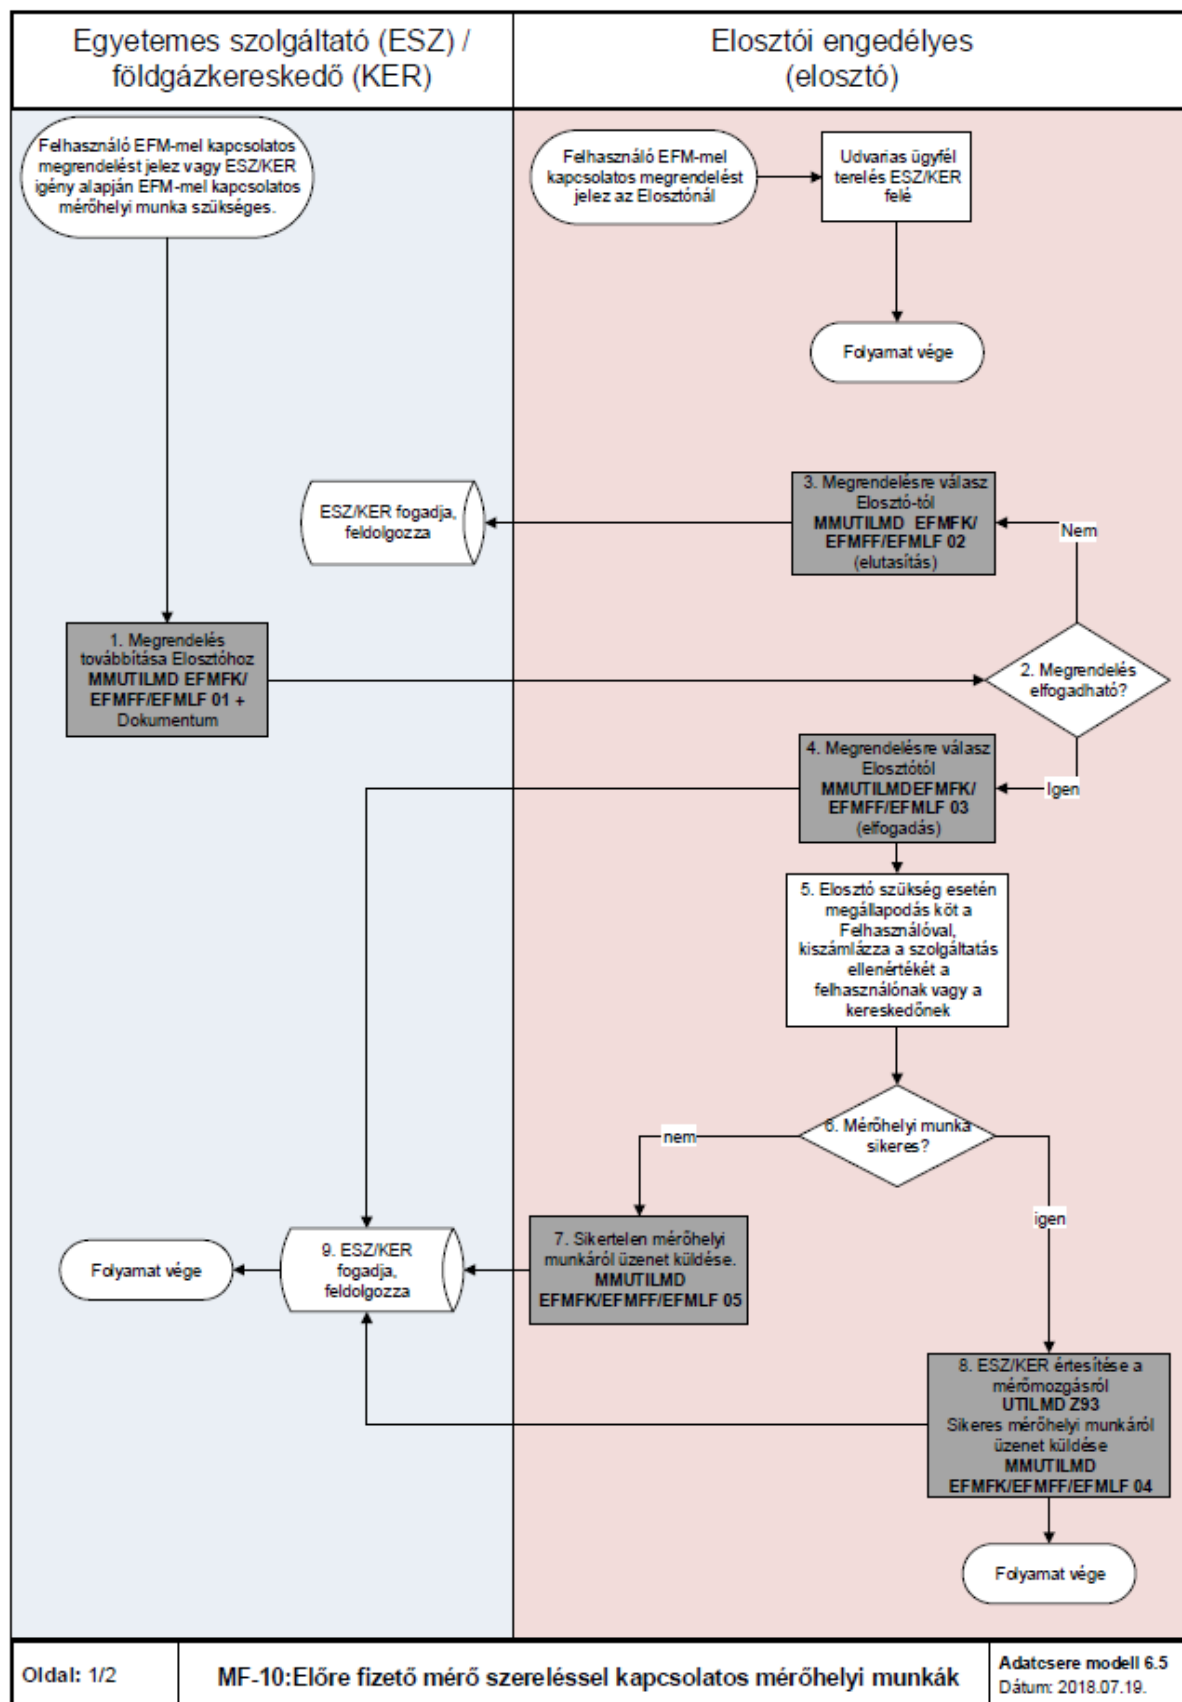 Egyetemes szolgáltató (ESZ) /
földgázkereskedő (KER)
Elosztói engedélyes
(elosztó)
Felhasználó EFM-mel kapcsolatos
megrendelést jelez vagy ESZ/KER
igény alapján EFM-mel kapcsolatos
mérőhelyi munka szükséges.
Felhasználó EFM-mel
kapcsolatos megrendelést
jelez az Elosztónál
Udvarias ügyfél
terelés ESZ/KER
felé
Folyamat vége
ESZ/KER fogadja,
feldolgozza
3. Megrendelésre válasz
Elosztó-tól
MMUTILMD EFMFK/
EFMFF/EFMLF 02
(elutasítás)
Nem
1. Megrendelés
továbbítása Elosztóhoz
MMUTILMD EFMFK/
EFMFF/EFMLF 01 +
Dokumentum
2. Megrendelés
elfogadható?
Igen
4. Megrendelésre válasz
Elosztótól
MMUTILMDEFMFK/
EFMFF/EFMLF 03
(elfogadás)
5. Elosztó szükség esetén
megállapodás köt a
Felhasználóval,
kiszámlázza a szolgáltatás
ellenértékét a
felhasználónak vagy a
kereskedőnek
6. Mérőhelyi munka
sikeres?
nem
igen
7. Sikertelen mérőhelyi
munkáról üzenet küldése.
MMUTILMD
EFMFK/EFMFF/EFMLF 05
9. ESZ/KER
fogadja,
feldolgozza
Folyamat vége
8. ESZ/KER értesítése a
mérőmozgásról
UTILMD Z93
Sikeres mérőhelyi munkáról
üzenet küldése
MMUTILMD
EFMFK/EFMFF/EFMLF 04
Folyamat vége
Oldal: 1/2
MF-10:Előre fizető mérő szereléssel kapcsolatos mérőhelyi munkák
Adatcsere modell 6.5
Dátum: 2018.07.19.